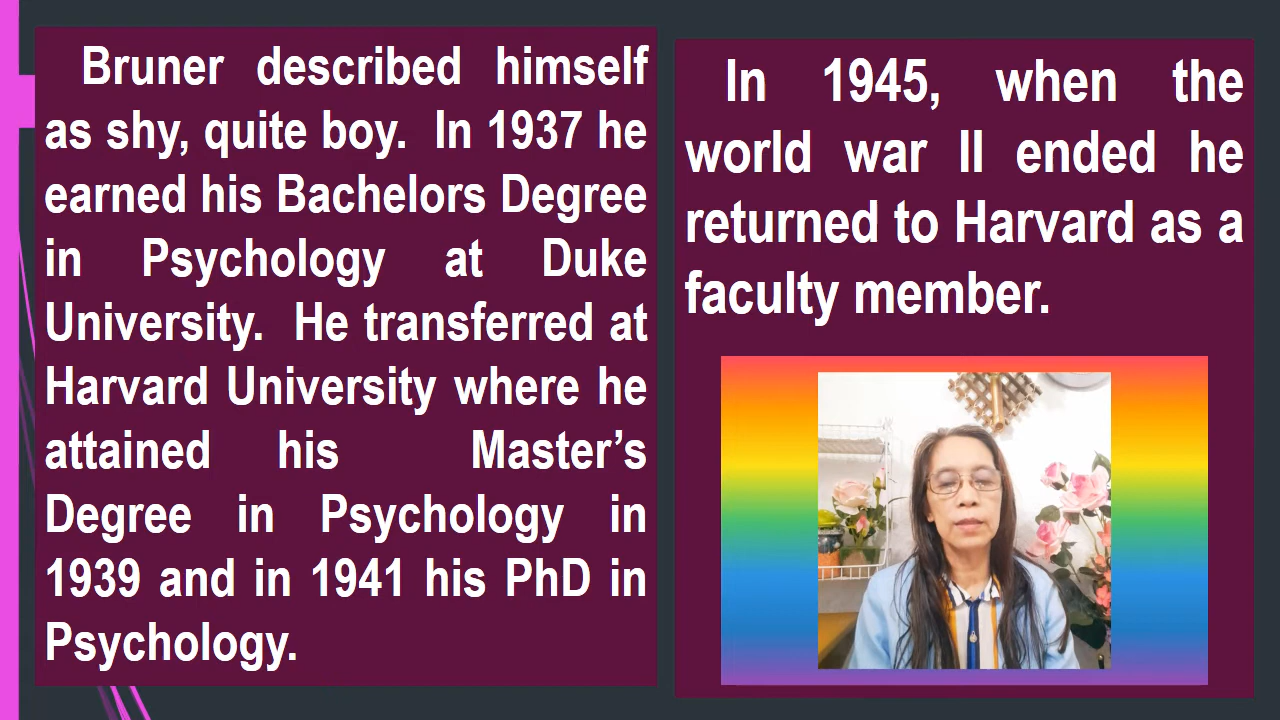 Bruner described himself
as shy, quite boy. In 1937 he
earned his Bachelors Degree
in Psychology at Duke
University. He transferred at
Harvard University where he
attained his Master’s
Degree in Psychology in
1939 and in 1941 his PhD in
Psychology.
In 1945, when the
world war II ended he
returned to Harvard as a
faculty member.